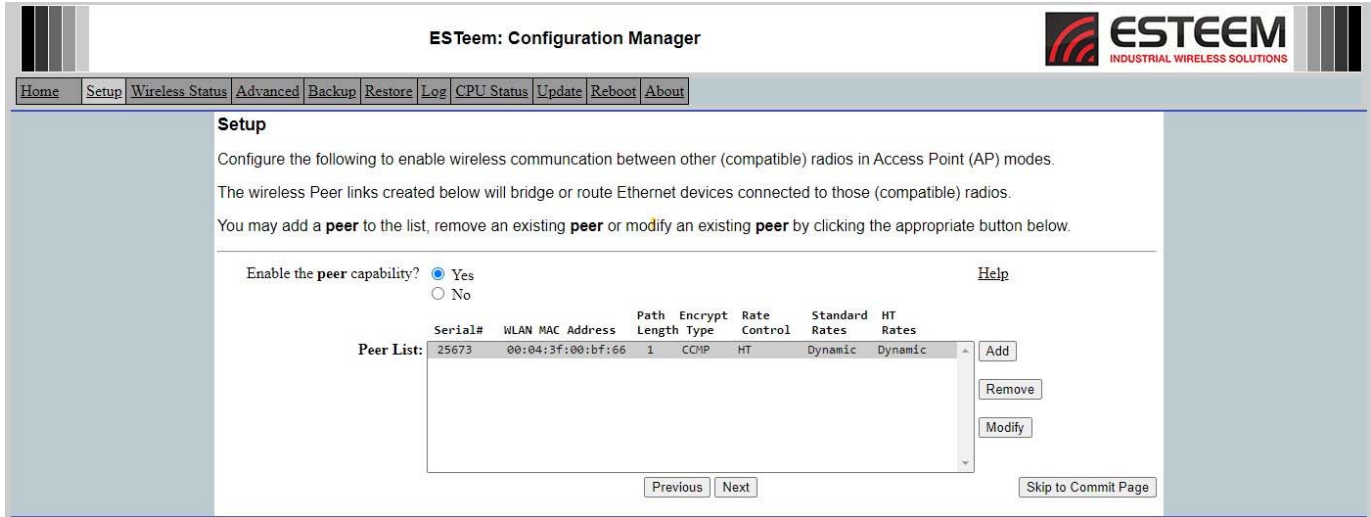 ESTeem: Configuration Manager
ESTEEM
INDUSTRIAL WIRELESS SOLUTIONS
Home Setup Wireless Status Advanced Backup Restore Log CPU Status Update Reboot About
Setup
Configure the following to enable wireless communcation between other (compatible) radios in Access Point (AP) modes.
The wireless Peer links created below will bridge or route Ethernet devices connected to those (compatible) radios.
You may add a peer to the list, remove an existing peer or modify an existing peer by clicking the appropriate button below.
Enable the peer capability? Yes Help
No
Path Encrypt Rate Standard HT
Serial# WLAN MAC Address Length Type Control Rates Rates
Peer List: 25673 00:04:3f:00:bf:66 1 CCMP HT Dynamic Dynamic Add
Remove
Modify
Previous Next Skip to Commit Page